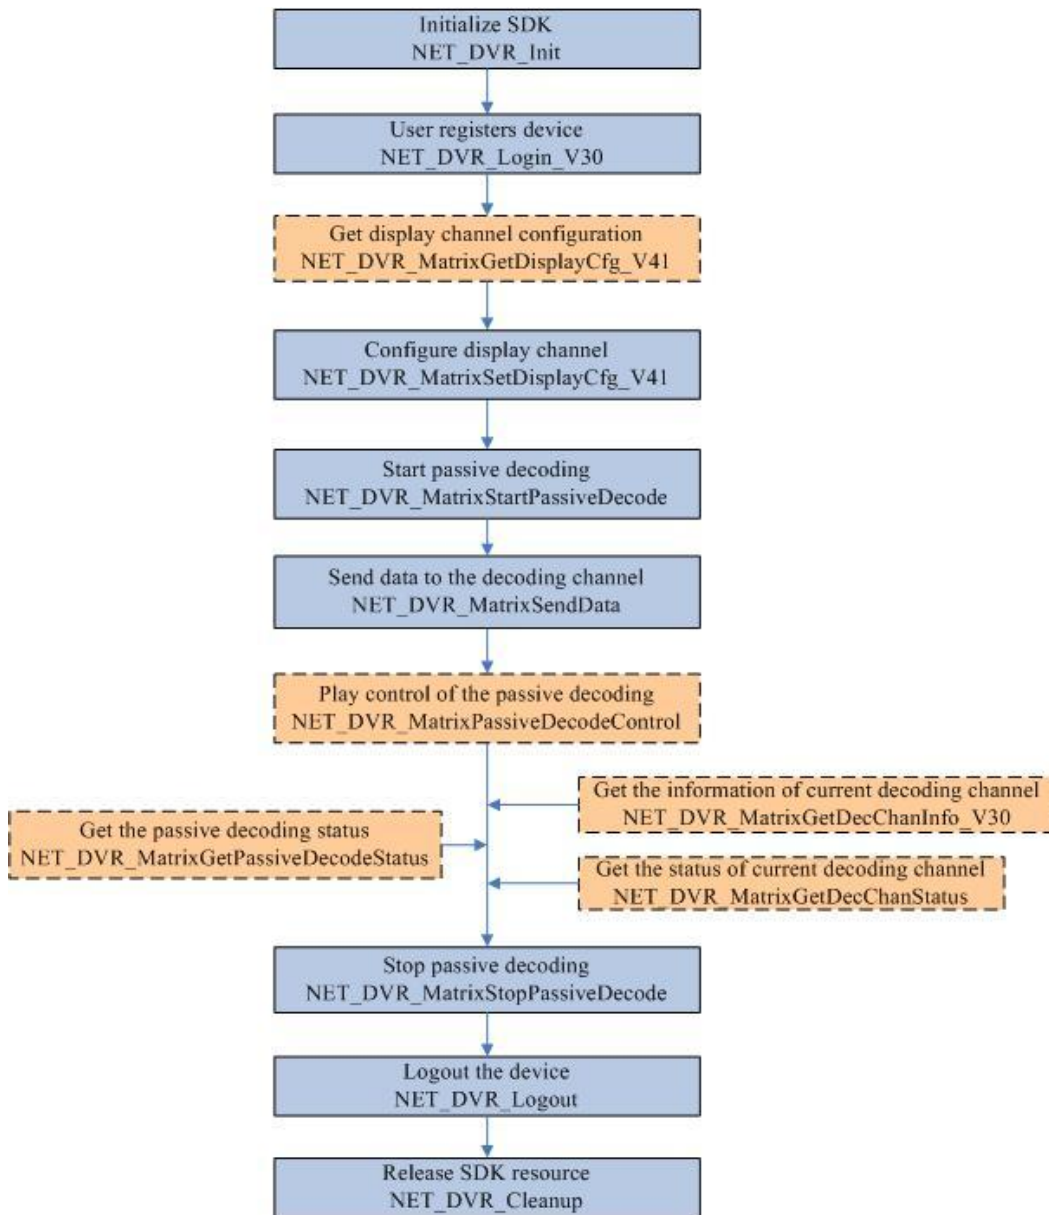 Initialize SDK
NET_DVR_Init
User registers device
NET_DVR_Login_V30
Get display channel configuration
NET_DVR_MatrixGetDisplayCfg_V41
Configure display channel
NET_DVR_MatrixSetDisplayCfg_V41
Start passive decoding
NET_DVR_MatrixStartPassiveDecode
Send data to the decoding channel
NET_DVR_MatrixSendData
Play control of the passive decoding
NET_DVR_MatrixPassiveDecodeControl
Get the information of current decoding channel
NET_DVR_MatrixGetDecChanInfo_V30
Get the passive decoding status
NET_DVR_MatrixGetPassiveDecodeStatus
Get the status of current decoding channel
NET_DVR_MatrixGetDecChanStatus
Stop passive decoding
NET_DVR_MatrixStopPassiveDecode
Logout the device
NET_DVR_Logout
Release SDK resource
NET_DVR_Cleanup